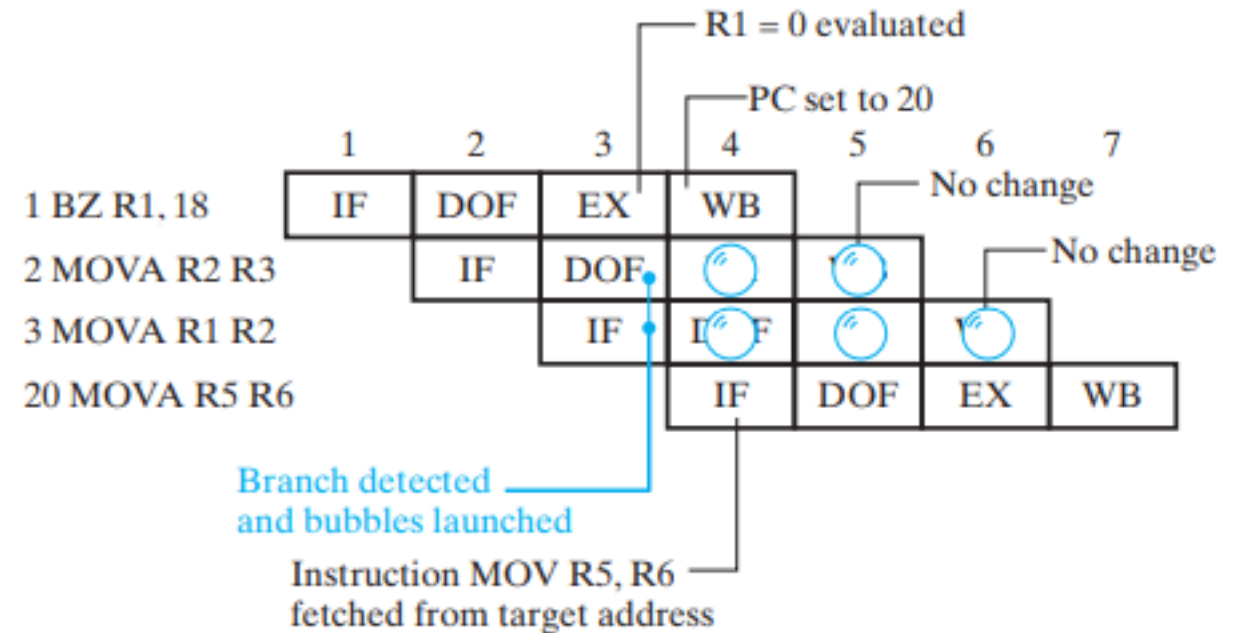 R1 = 0 evaluated
PC set to 20
1 2 3 4 5 6 7
No change
1 BZ R1, 18 IF DOF EX WB
No change
2 MOVA R2 R3 IF DOF
3 MOVA R1 R2 IF
20 MOVA R5 R6 IF DOF EX WB
Branch detected
and bubbles launched
Instruction MOV R5, R6
fetched from target address